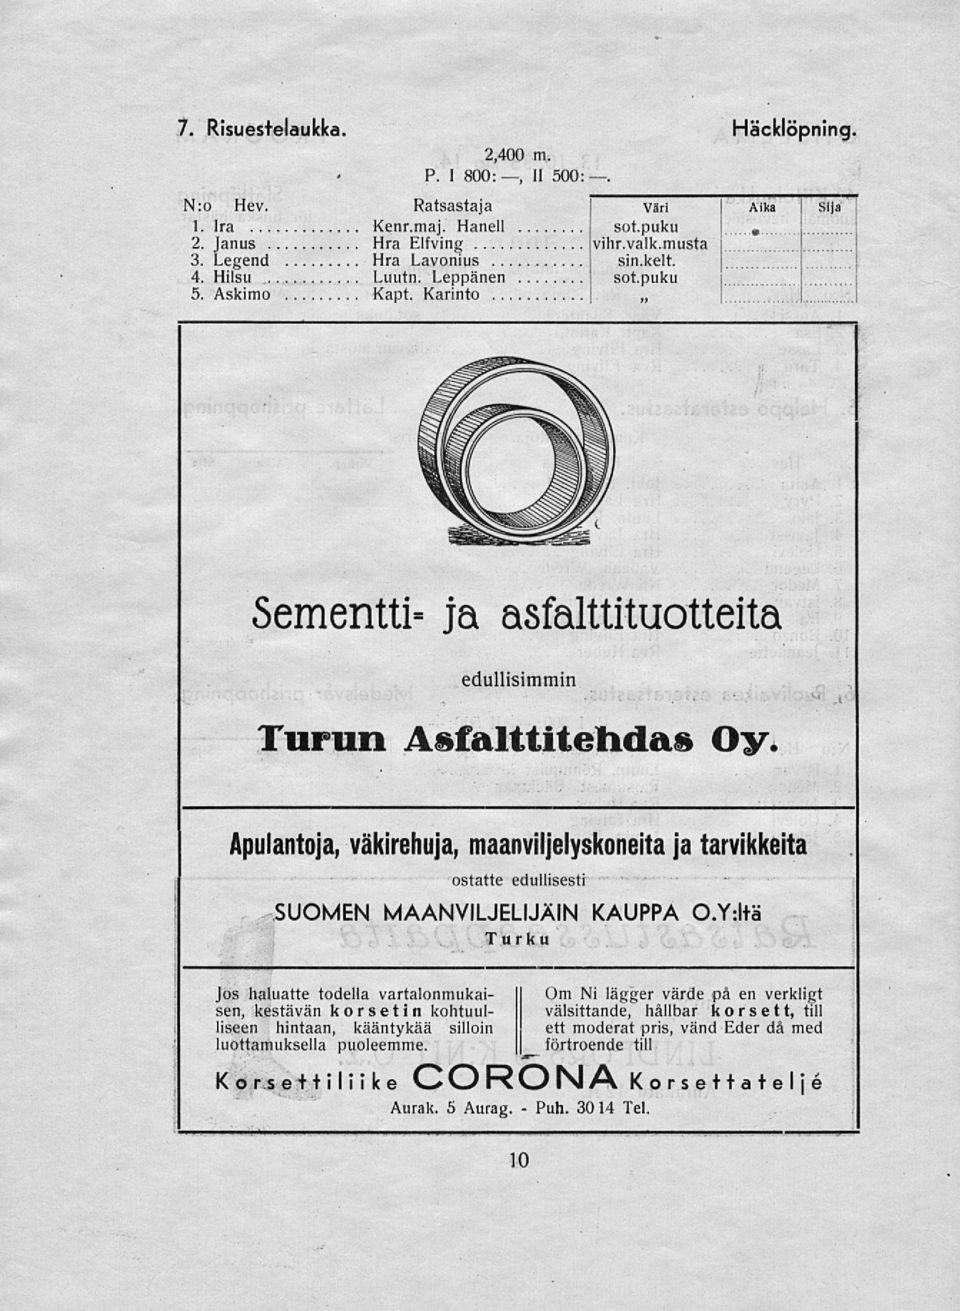 7. Risuestelaukka. Häcklöpning.
2,400 m.
P. I 800: —, II 500: —.
N:o Hev. Ratsastaja Väri Aika Sija
1. Ira ............. Kenr.maj. Hanell ........ sot.puku
2. Janus ........... Hra Elfving ............. vihr.valk.musta
3. Legend ......... Hra Lavonius ........... sin.kelt.
4. Hilsu ............ Luutn. Leppänen ........ sot.puku
5. Askimo ......... Kapt. Karinto ........... „
Sementti= ja asfalttituotteita
edullisimmin
Turun Asfalttitehdas Oy.
Apulantoja, väkirehuja, maanviljelyskoneita ja tarvikkeita
ostatte edullisesti
SUOMEN MAANVILJELIJÄIN KAUPPA O.Y:ltä
Turku
Jos haluatte todella vartalonmukai-
sen, kestävän korsetin kohtuul-
liseen hintaan, kääntykää silloin
luottamuksella puoleemme.
Om Ni lägger värde på en verkligt
välsittande, hållbar korsett, till
ett moderat pris, vänd Eder då med
förtroende till
Korsettiliike CORONA Korsettateljé
Aurak. 5 Aurag. - Puh. 3014 Tel.
10